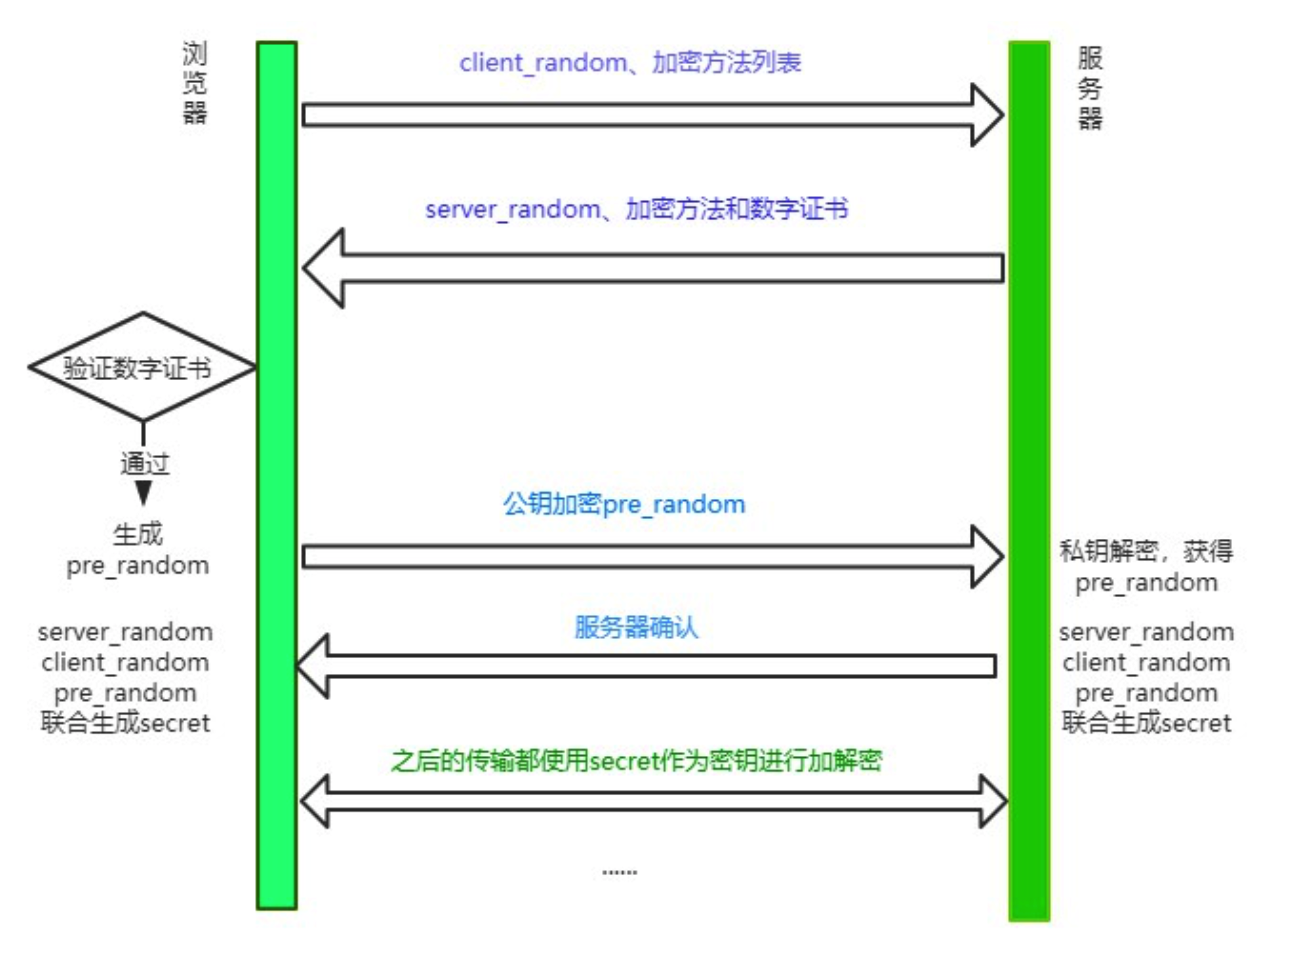 浏览器
服务器
client_random、加密方法列表
server_random、加密方法和数字证书
验证数字证书
通过
生成
pre_random
公钥加密pre_random
私钥解密，获得
pre_random
服务器确认
server_random
client_random
pre_random
联合生成secret
server_random
client_random
pre_random
联合生成secret
之后的传输都使用secret作为密钥进行加解密
......